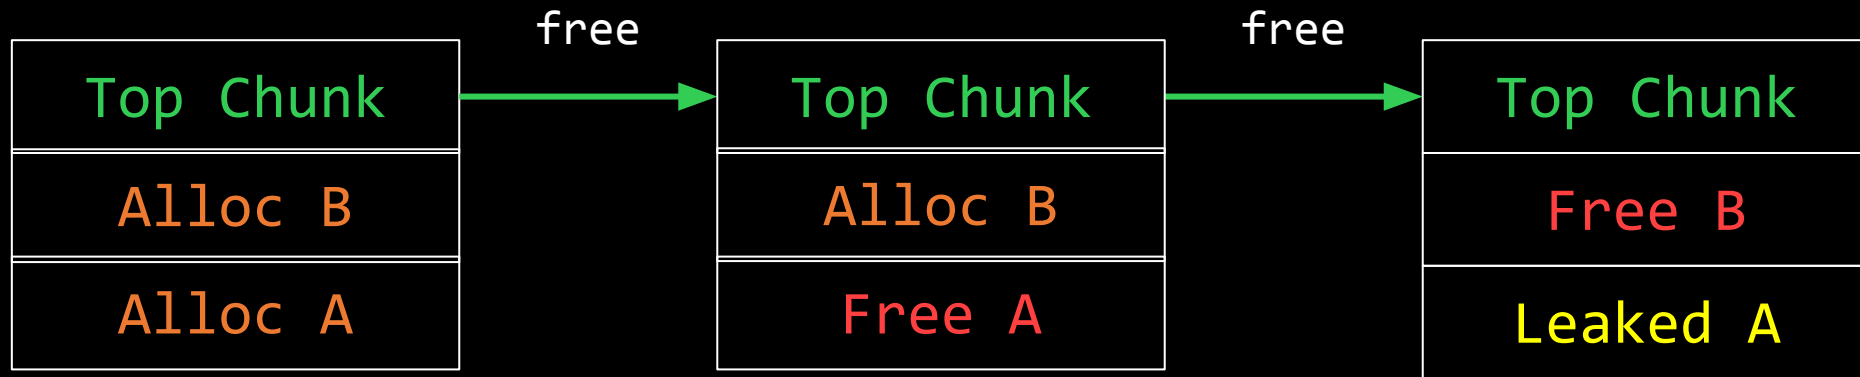 free
free
Top Chunk
Top Chunk
Top Chunk
Alloc B
Alloc B
Free B
Alloc A
Free A
Leaked A